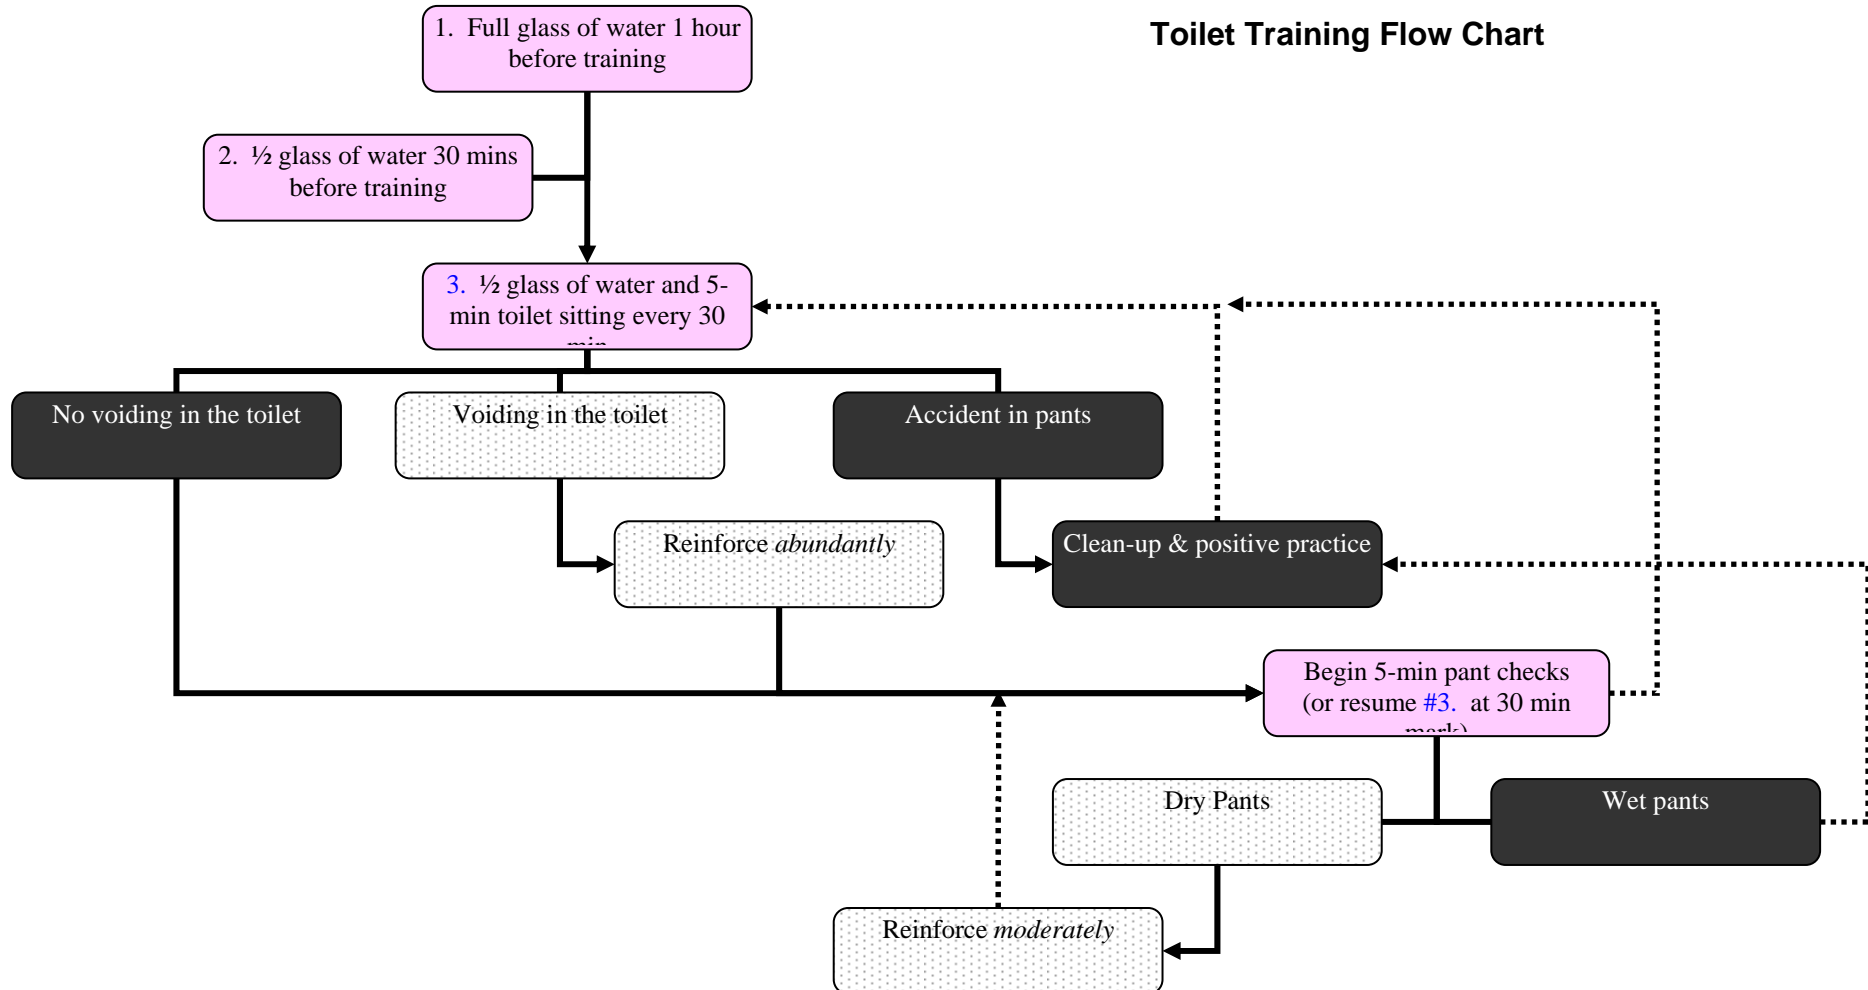 Toilet Training Flow Chart
1. Full glass of water 1 hour
before training
2. ½ glass of water 30 mins
before training
3. ½ glass of water and 5-
min toilet sitting every 30
min
No voiding in the toilet
Voiding in the toilet
Accident in pants
Reinforce abundantly
Clean-up & positive practice
Begin 5-min pant checks
(or resume #3. at 30 min
mark)
Dry Pants
Wet pants
Reinforce moderately